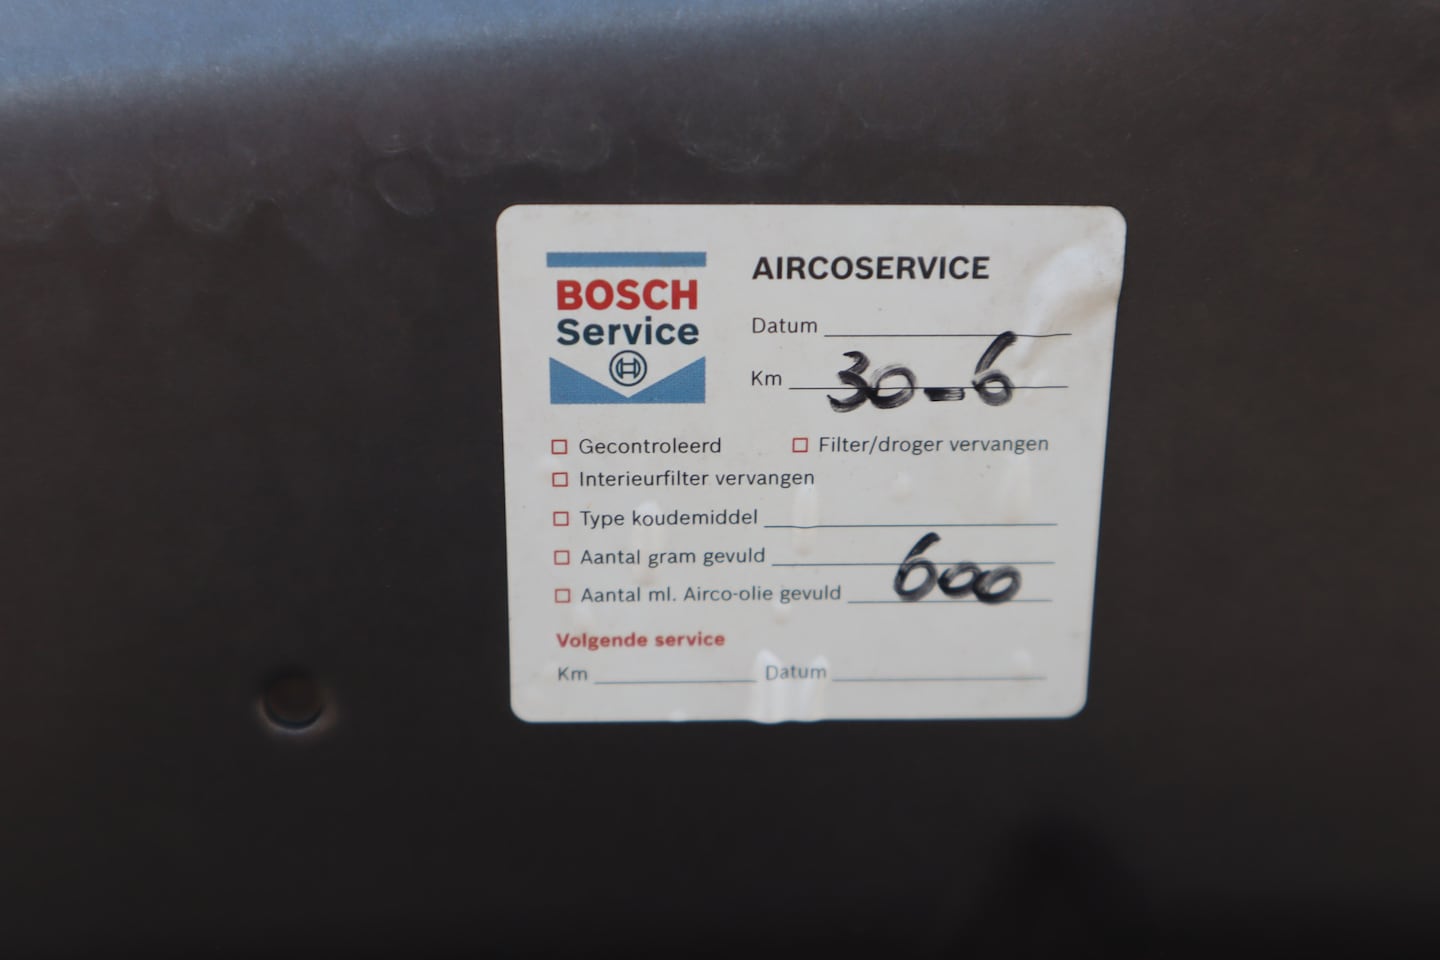 BOSCH
Service
AIRCOSERVICE
Datum
Km 30-6
Gecontroleerd
Filter/droger vervangen
Interieurfilter vervangen
Type koudemiddel
Aantal gram gevuld
600
Aantal ml. Airco-olie gevuld
Volgende service
Km
Datum